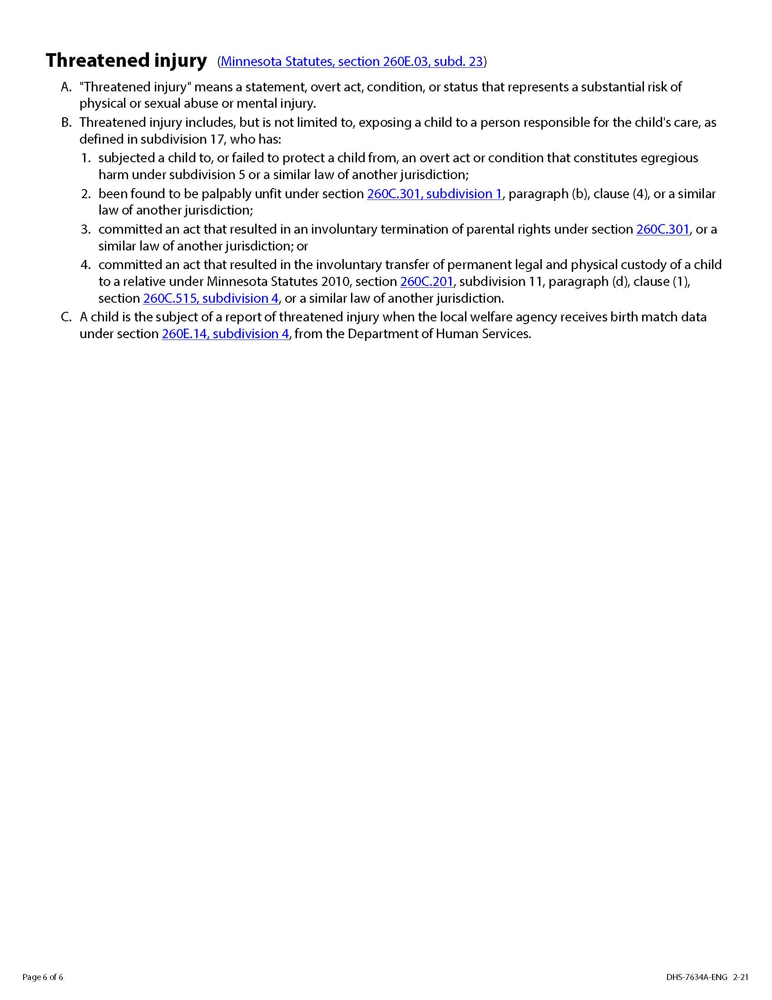 Threatened injury (Minnesota Statutes, section 260E.03, subd. 23)
A. "Threatened injury" means a statement, overt act, condition, or status that represents a substantial risk of
physical or sexual abuse or mental injury.
B. Threatened injury includes, but is not limited to, exposing a child to a person responsible for the child's care, as
defined in subdivision 17, who has:
1. subjected a child to, or failed to protect a child from, an overt act or condition that constitutes egregious
harm under subdivision 5 or a similar law of another jurisdiction;
2. been found to be palpably unfit under section 260C.301, subdivision 1, paragraph (b), clause (4), or a similar
law of another jurisdiction;
3. committed an act that resulted in an involuntary termination of parental rights under section 260C.301, or a
similar law of another jurisdiction; or
4. committed an act that resulted in the involuntary transfer of permanent legal and physical custody of a child
to a relative under Minnesota Statutes 2010, section 260C.201, subdivision 11, paragraph (d), clause (1),
section 260C.515, subdivision 4, or a similar law of another jurisdiction.
C. A child is the subject of a report of threatened injury when the local welfare agency receives birth match data
under section 260E.14, subdivision 4, from the Department of Human Services.
Page 6 of 6 DHS-7634A-ENG 2-21